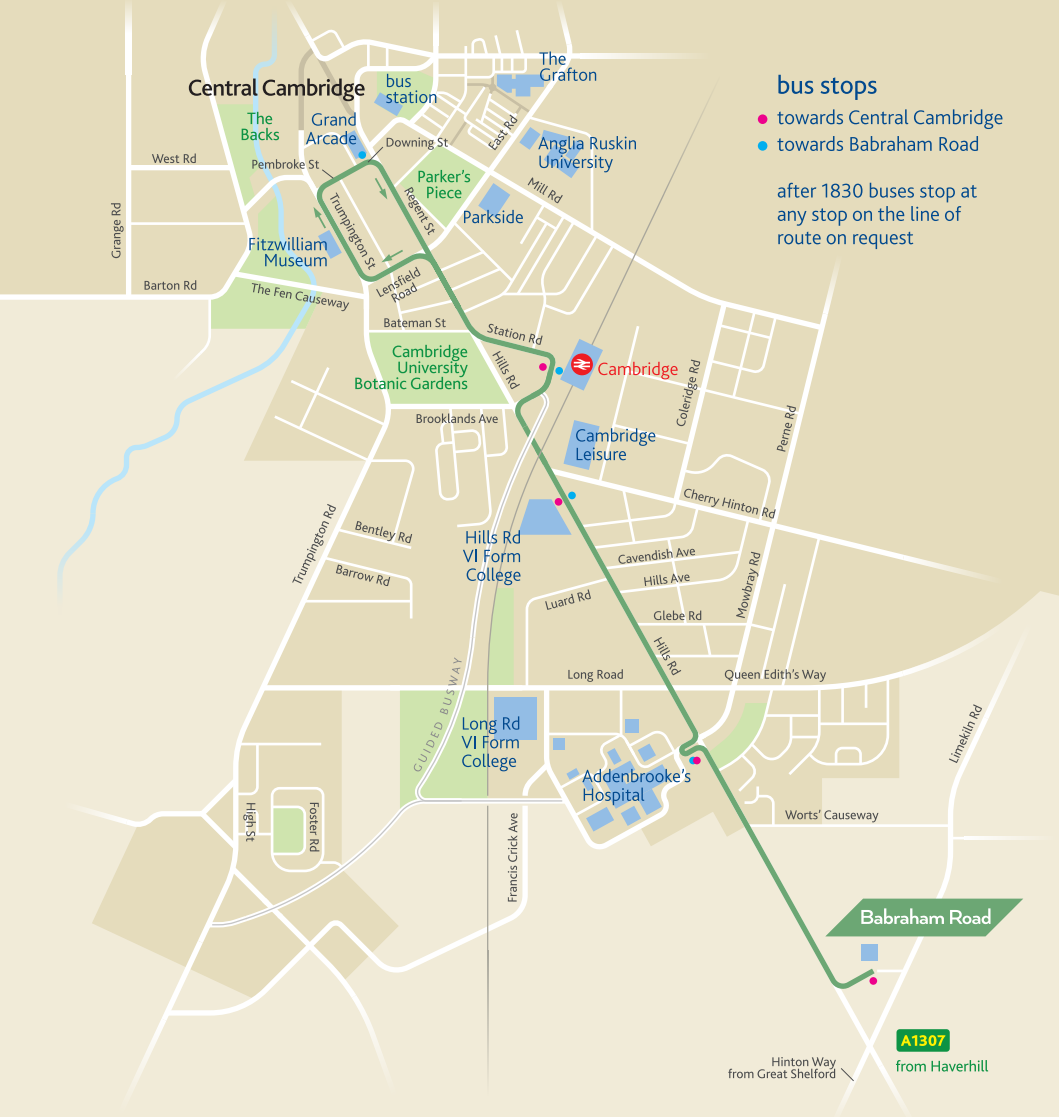 The
Grafton
bus stops
towards Central Cambridge
towards Babraham Road
after 1830 buses stop at
any stop on the line of
route on request
Central Cambridge
bus
station
The
Backs
Grand
Arcade
Downing St
East Rd
Anglia Ruskin
University
West Rd
Pembroke St
Parker's
Piece
Mill Rd
Parkside
Regent St
Trumpington St
Grange Rd
Fitzwilliam
Museum
Lensfield
Road
Barton Rd
The Fen Causeway
Bateman St
Station Rd
Cambridge
University
Botanic Gardens
Hills Rd
Cambridge
Coleridge Rd
Perne Rd
Brooklands Ave
Cambridge
Leisure
Cherry Hinton Rd
Trumpington Rd
Bentley Rd
Barrow Rd
Hills Rd
VI Form
College
Cavendish Ave
Hills Ave
Mowbray Rd
Luard Rd
Glebe Rd
Hills Rd
Long Road
Queen Edith's Way
GUIDED BUSWAY
Long Rd
VI Form
College
Limekiln Rd
Addenbrooke's
Hospital
High St
Foster Rd
Worts' Causeway
Francis Crick Ave
Babraham Road
A1307
from Haverhill
Hinton Way
from Great Shelford